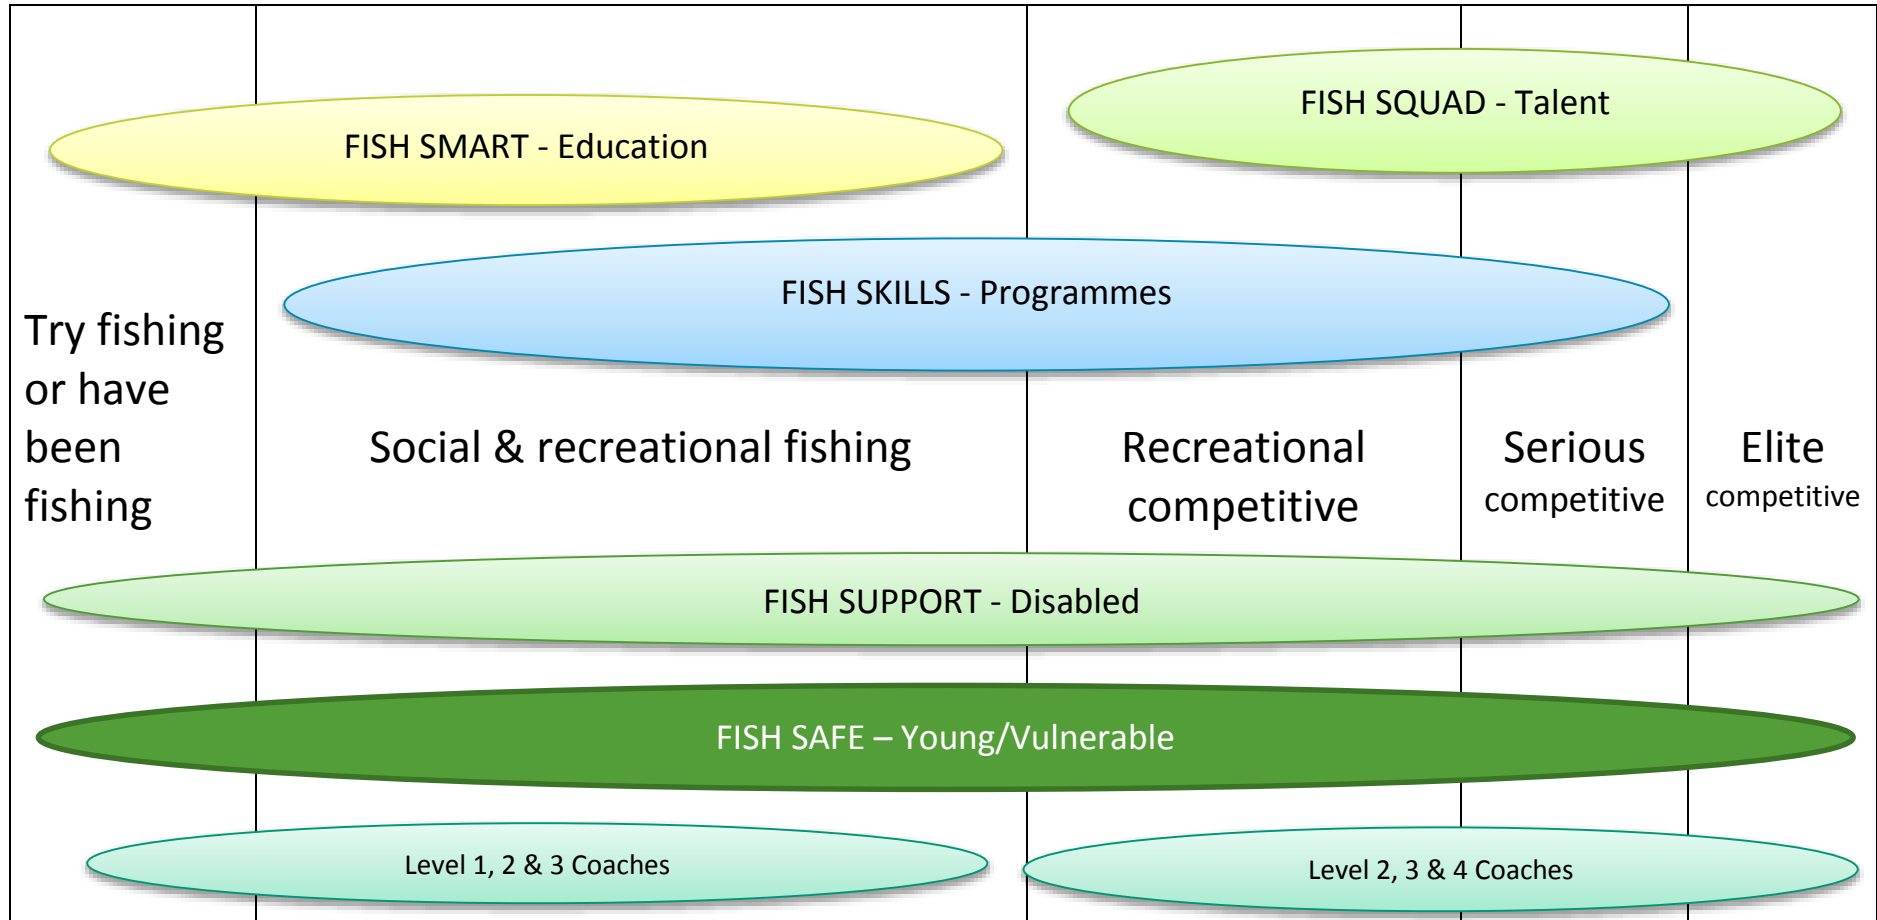 FISH SQUAD - Talent
FISH SMART - Education
FISH SKILLS - Programmes
Try fishing
or have
been
fishing
Social & recreational fishing
Recreational
competitive
Serious
competitive
Elite
competitive
FISH SUPPORT - Disabled
FISH SAFE – Young/Vulnerable
Level 1, 2 & 3 Coaches
Level 2, 3 & 4 Coaches